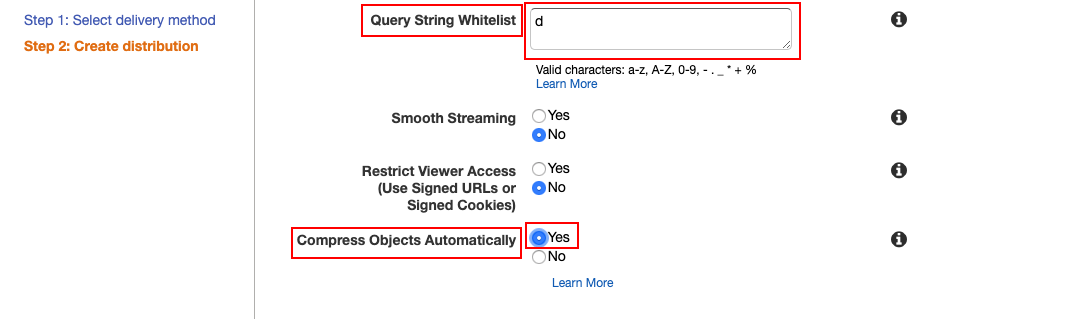 Step 1: Select delivery method
Step 2: Create distribution
Query String Whitelist
d
Valid characters: a-z, A-Z, 0-9, - . _ * + %
Learn More
Smooth Streaming
Yes
No
Restrict Viewer Access
(Use Signed URLs or
Signed Cookies)
Yes
No
Compress Objects Automatically
Yes
No
Learn More